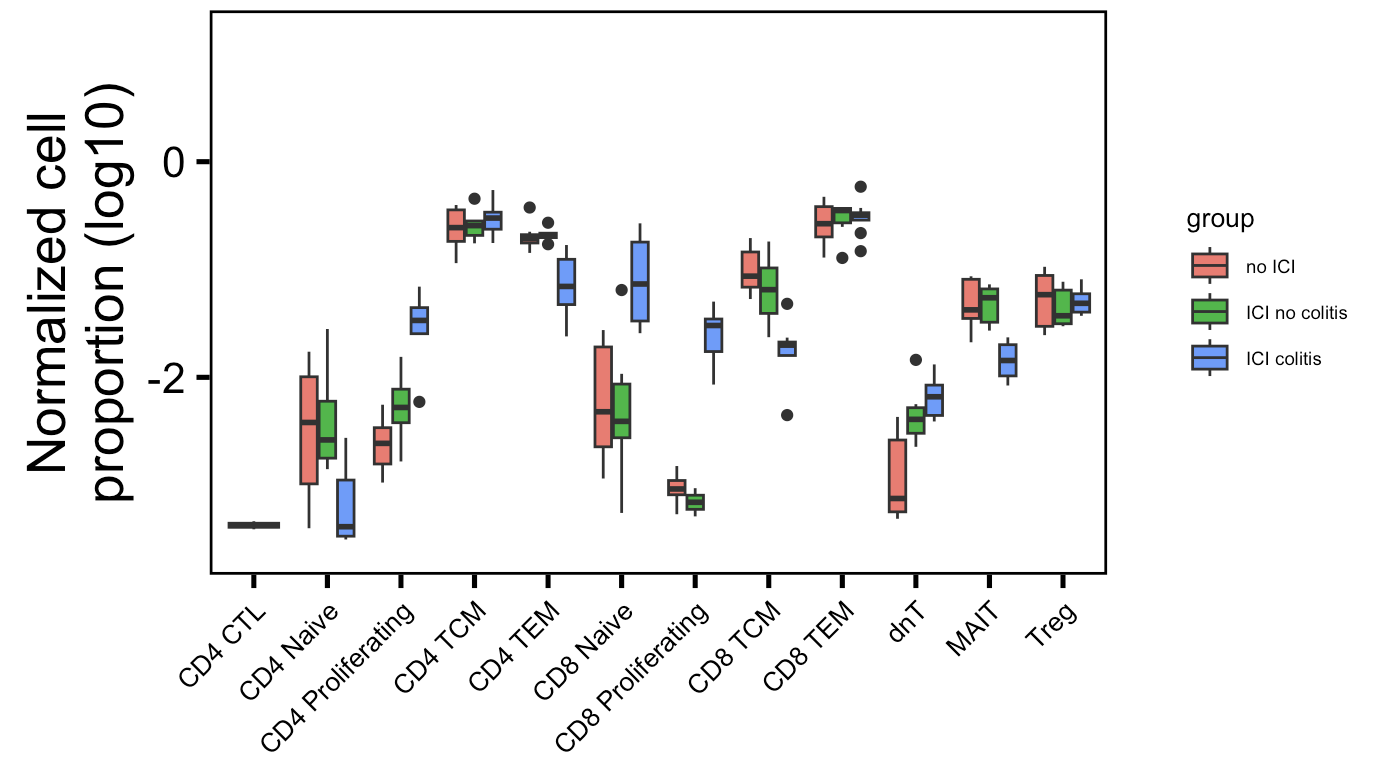 Normalized cell
proportion (log10)
0
-2
CD4 CTL
CD4 Naive
CD4 Proliferating
CD4 TCM
CD4 TEM
CD8 Naive
CD8 Proliferating
CD8 TCM
CD8 TEM
dnT
MAIT
Treg
group
no ICI
ICI no colitis
ICI colitis